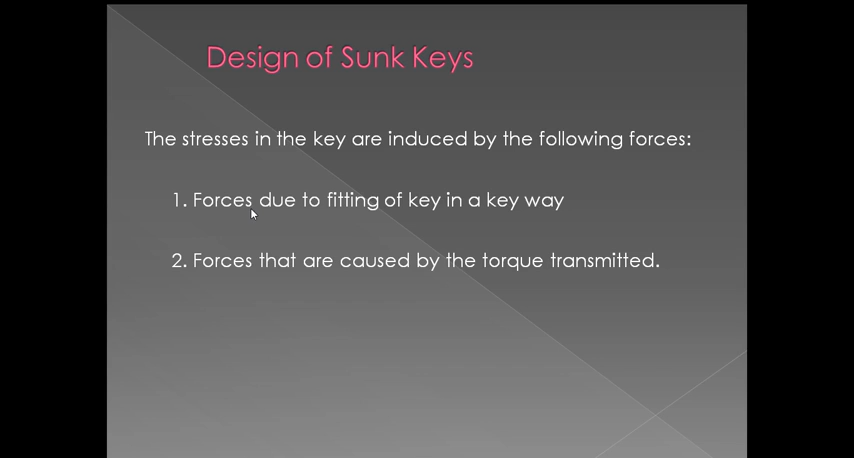 Design of Sunk Keys
The stresses in the key are induced by the following forces:
1. Forces due to fitting of key in a key way
2. Forces that are caused by the torque transmitted.